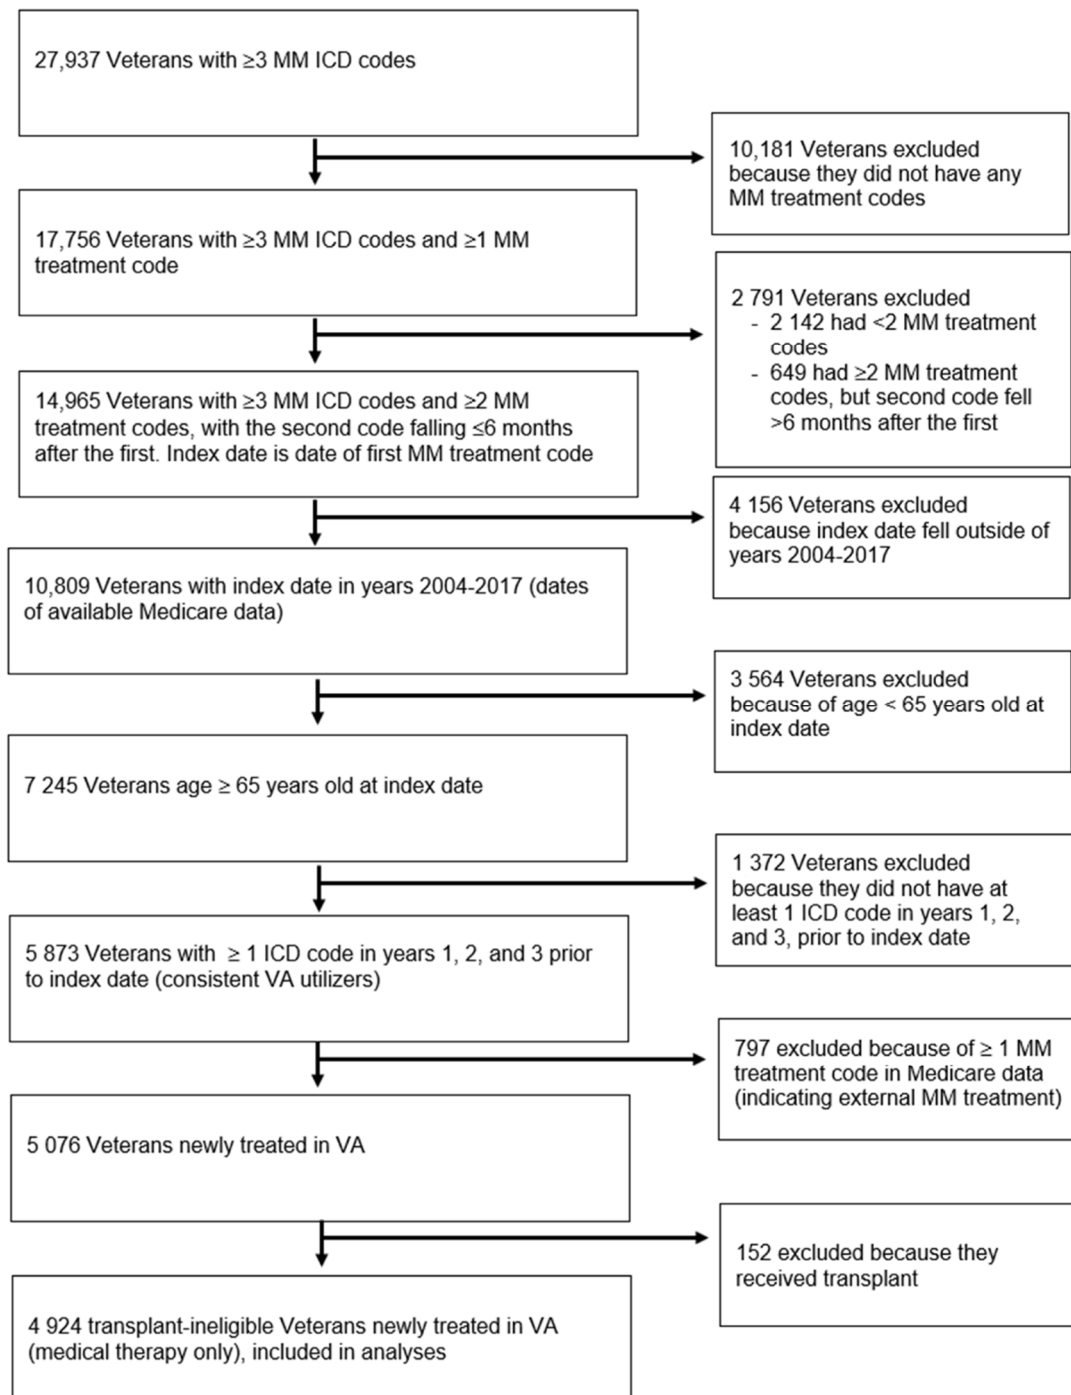 27,937 Veterans with ≥3 MM ICD codes
10,181 Veterans excluded
because they did not have any
MM treatment codes
17,756 Veterans with ≥3 MM ICD codes and ≥1 MM
treatment code
2 791 Veterans excluded
- 2 142 had <2 MM treatment
codes
- 649 had ≥2 MM treatment
codes, but second code fell
>6 months after the first
14,965 Veterans with ≥3 MM ICD codes and ≥2 MM
treatment codes, with the second code falling ≤6 months
after the first. Index date is date of first MM treatment code
4 156 Veterans excluded
because index date fell outside of
years 2004-2017
10,809 Veterans with index date in years 2004-2017 (dates
of available Medicare data)
3 564 Veterans excluded
because of age < 65 years old at
index date
7 245 Veterans age ≥ 65 years old at index date
1 372 Veterans excluded
because they did not have at
least 1 ICD code in years 1, 2,
and 3, prior to index date
5 873 Veterans with ≥ 1 ICD code in years 1, 2, and 3 prior
to index date (consistent VA utilizers)
797 excluded because of ≥ 1 MM
treatment code in Medicare data
(indicating external MM treatment)
5 076 Veterans newly treated in VA
152 excluded because they
received transplant
4 924 transplant-ineligible Veterans newly treated in VA
(medical therapy only), included in analyses